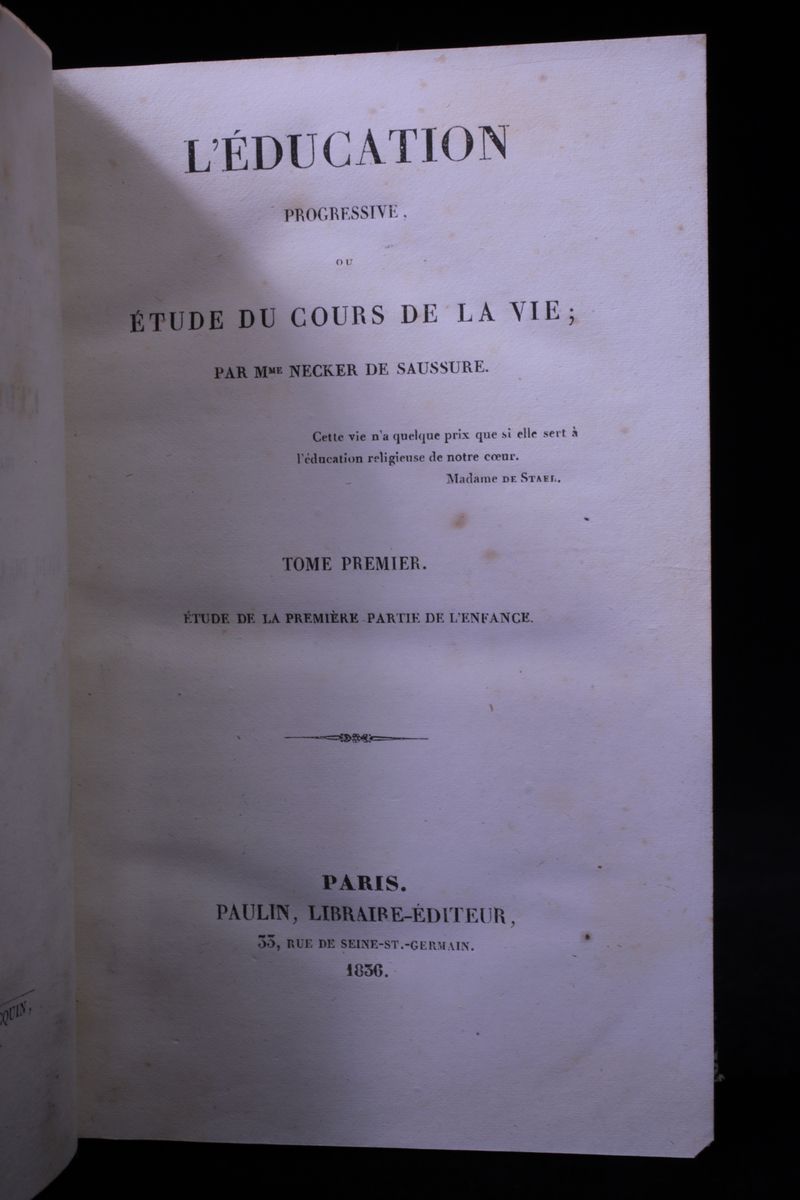 L'ÉDUCATION
PROGRESSIVE,
OU
ÉTUDE DU COURS DE LA VIE;
PAR MME NECKER DE SAUSSURE.
Cette vie n'a quelque prix que si elle sert à
l'éducation religieuse de notre cœur.
Madame DE STAEL.
TOME PREMIER.
ÉTUDE DE LA PREMIÈRE PARTIE DE L'ENFANCE.
PARIS.
PAULIN, LIBRAIRE-ÉDITEUR,
33, RUE DE SEINE-ST.-GERMAIN.
1836.